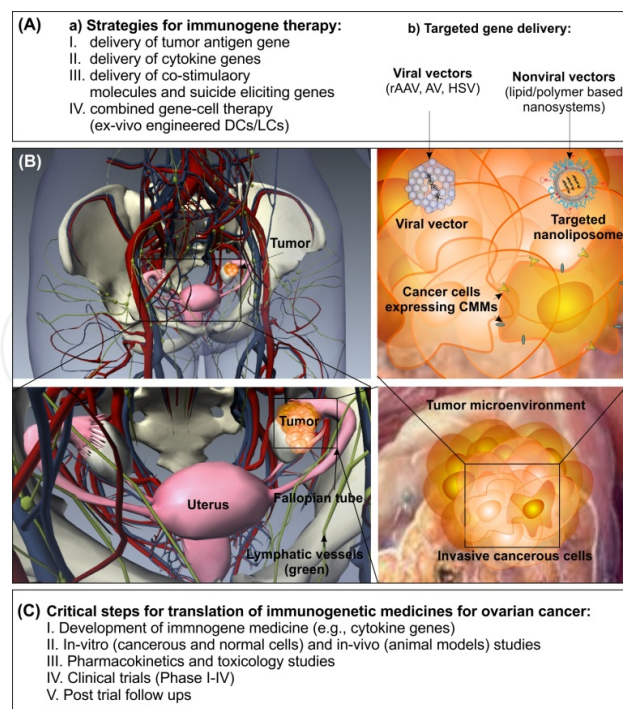 (A)
a) Strategies for immunogene therapy:
I. delivery of tumor antigen gene
II. delivery of cytokine genes
III. delivery of co-stimulaory
molecules and suicide eliciting genes
IV. combined gene-cell therapy
(ex-vivo engineered DCs/LCs)
b) Targeted gene delivery:
Viral vectors
(rAAV, AV, HSV)
Nonviral vectors
(lipid/polymer based
nanosystems)
(B)
Tumor
Viral vector
Targeted
nanoliposome
Cancer cells
expressing CMMs
Tumor
Uterus
Fallopian tube
Lymphatic vessels
(green)
Tumor microenvironment
Invasive cancerous cells
(C) Critical steps for translation of immunogenetic medicines for ovarian cancer:
I. Development of immnogene medicine (e.g., cytokine genes)
II. In-vitro (cancerous and normal cells) and in-vivo (animal models) studies
III. Pharmacokinetics and toxicology studies
IV. Clinical trials (Phase I-IV)
V. Post trial follow ups